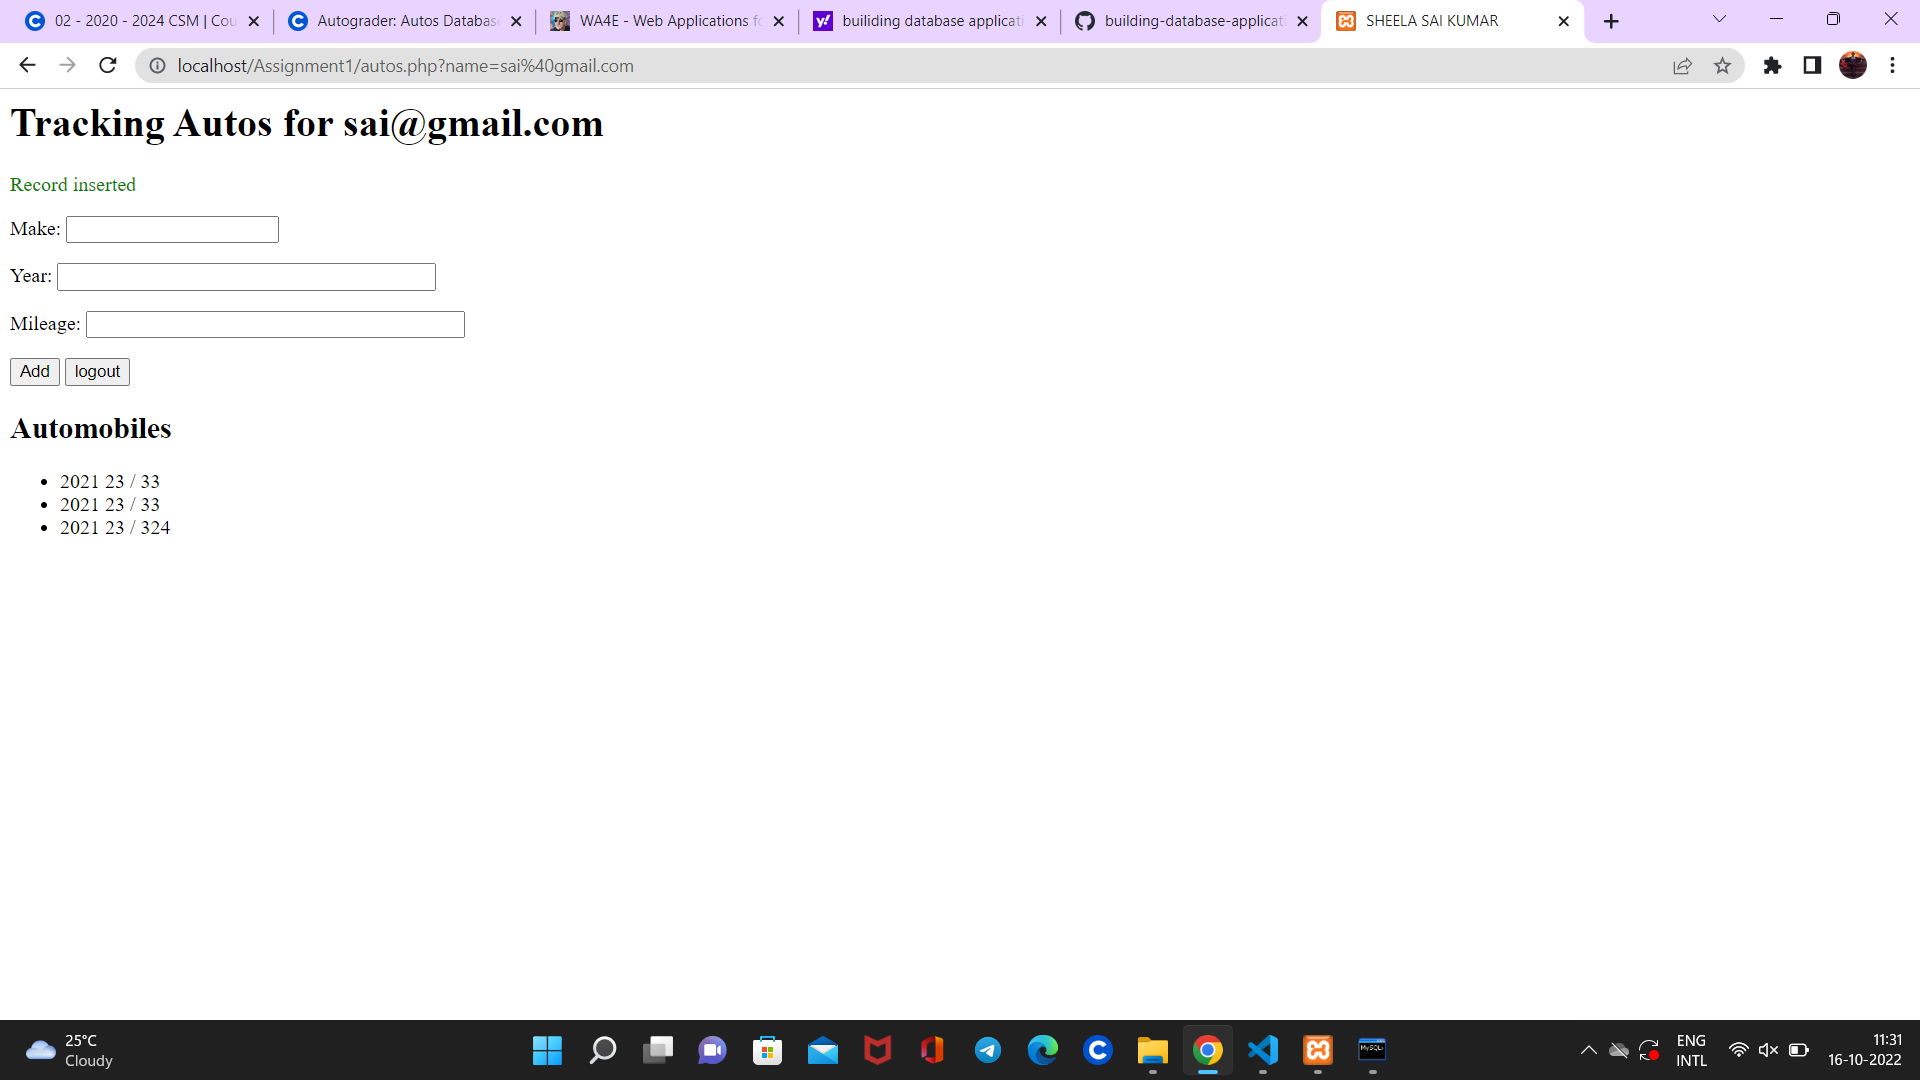 02 - 2020 - 2024 CSM | Cou
Autograder: Autos Database
WA4E - Web Applications fo
builiding database applicati
building-database-applicati
SHEELA SAI KUMAR
localhost/Assignment1/autos.php?name=sai%40gmail.com
Tracking Autos for sai@gmail.com
Record inserted
Make:
Year:
Mileage:
Add logout
Automobiles
• 2021 23 / 33
• 2021 23 / 33
• 2021 23 / 324
25°C
Cloudy
ENG
INTL
11:31
16-10-2022